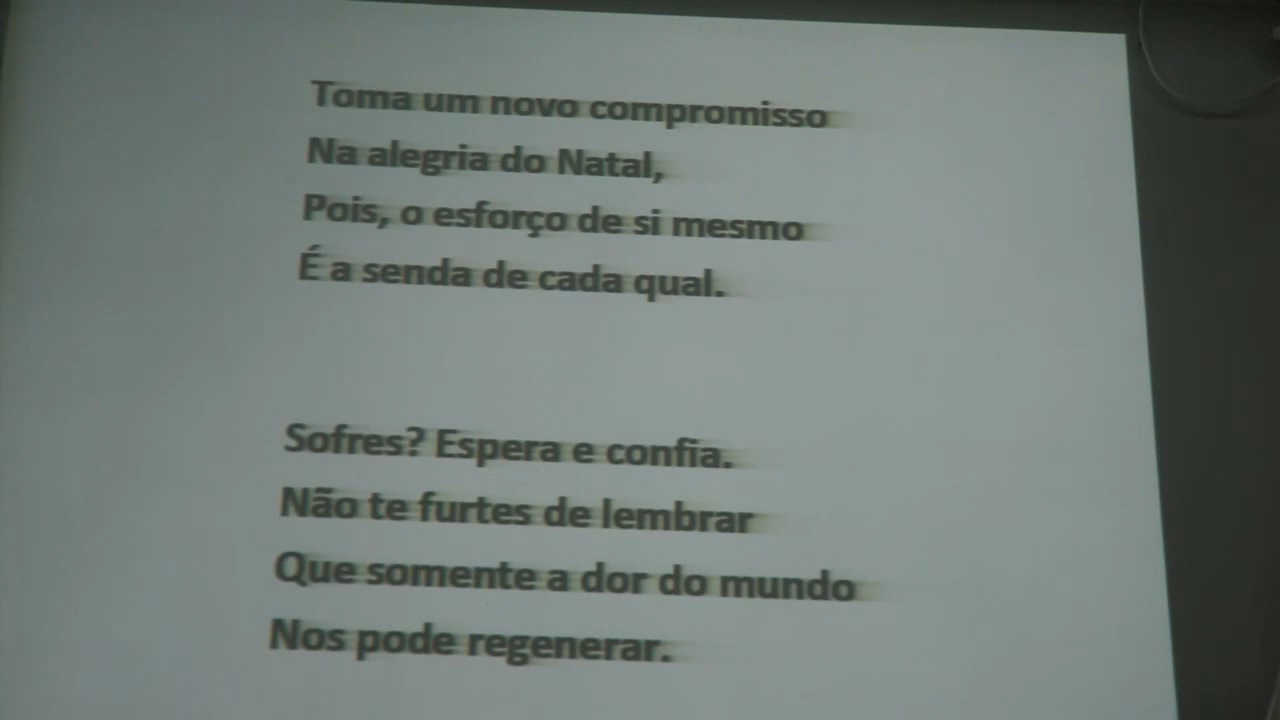 Toma um novo compromisso
Na alegria do Natal,
Pois, o esforço de si mesmo
É a senda de cada qual.
Sofres? Espera e confia.
Não te furtes de lembrar
Que somente a dor do mundo
Nos pode regenerar.